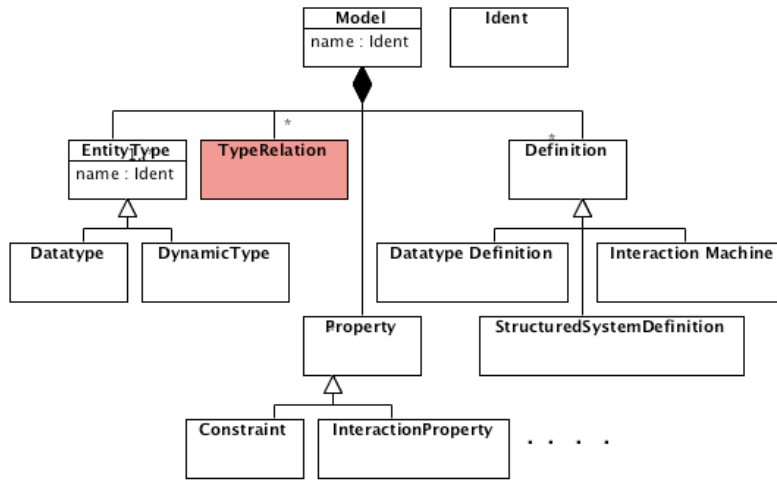 Model
Ident
name : Ident
*
EntityType
TypeRelation
Definition
name : Ident
Datatype
DynamicType
Datatype Definition
Interaction Machine
Property
StructuredSystemDefinition
Constraint
InteractionProperty
. . . .